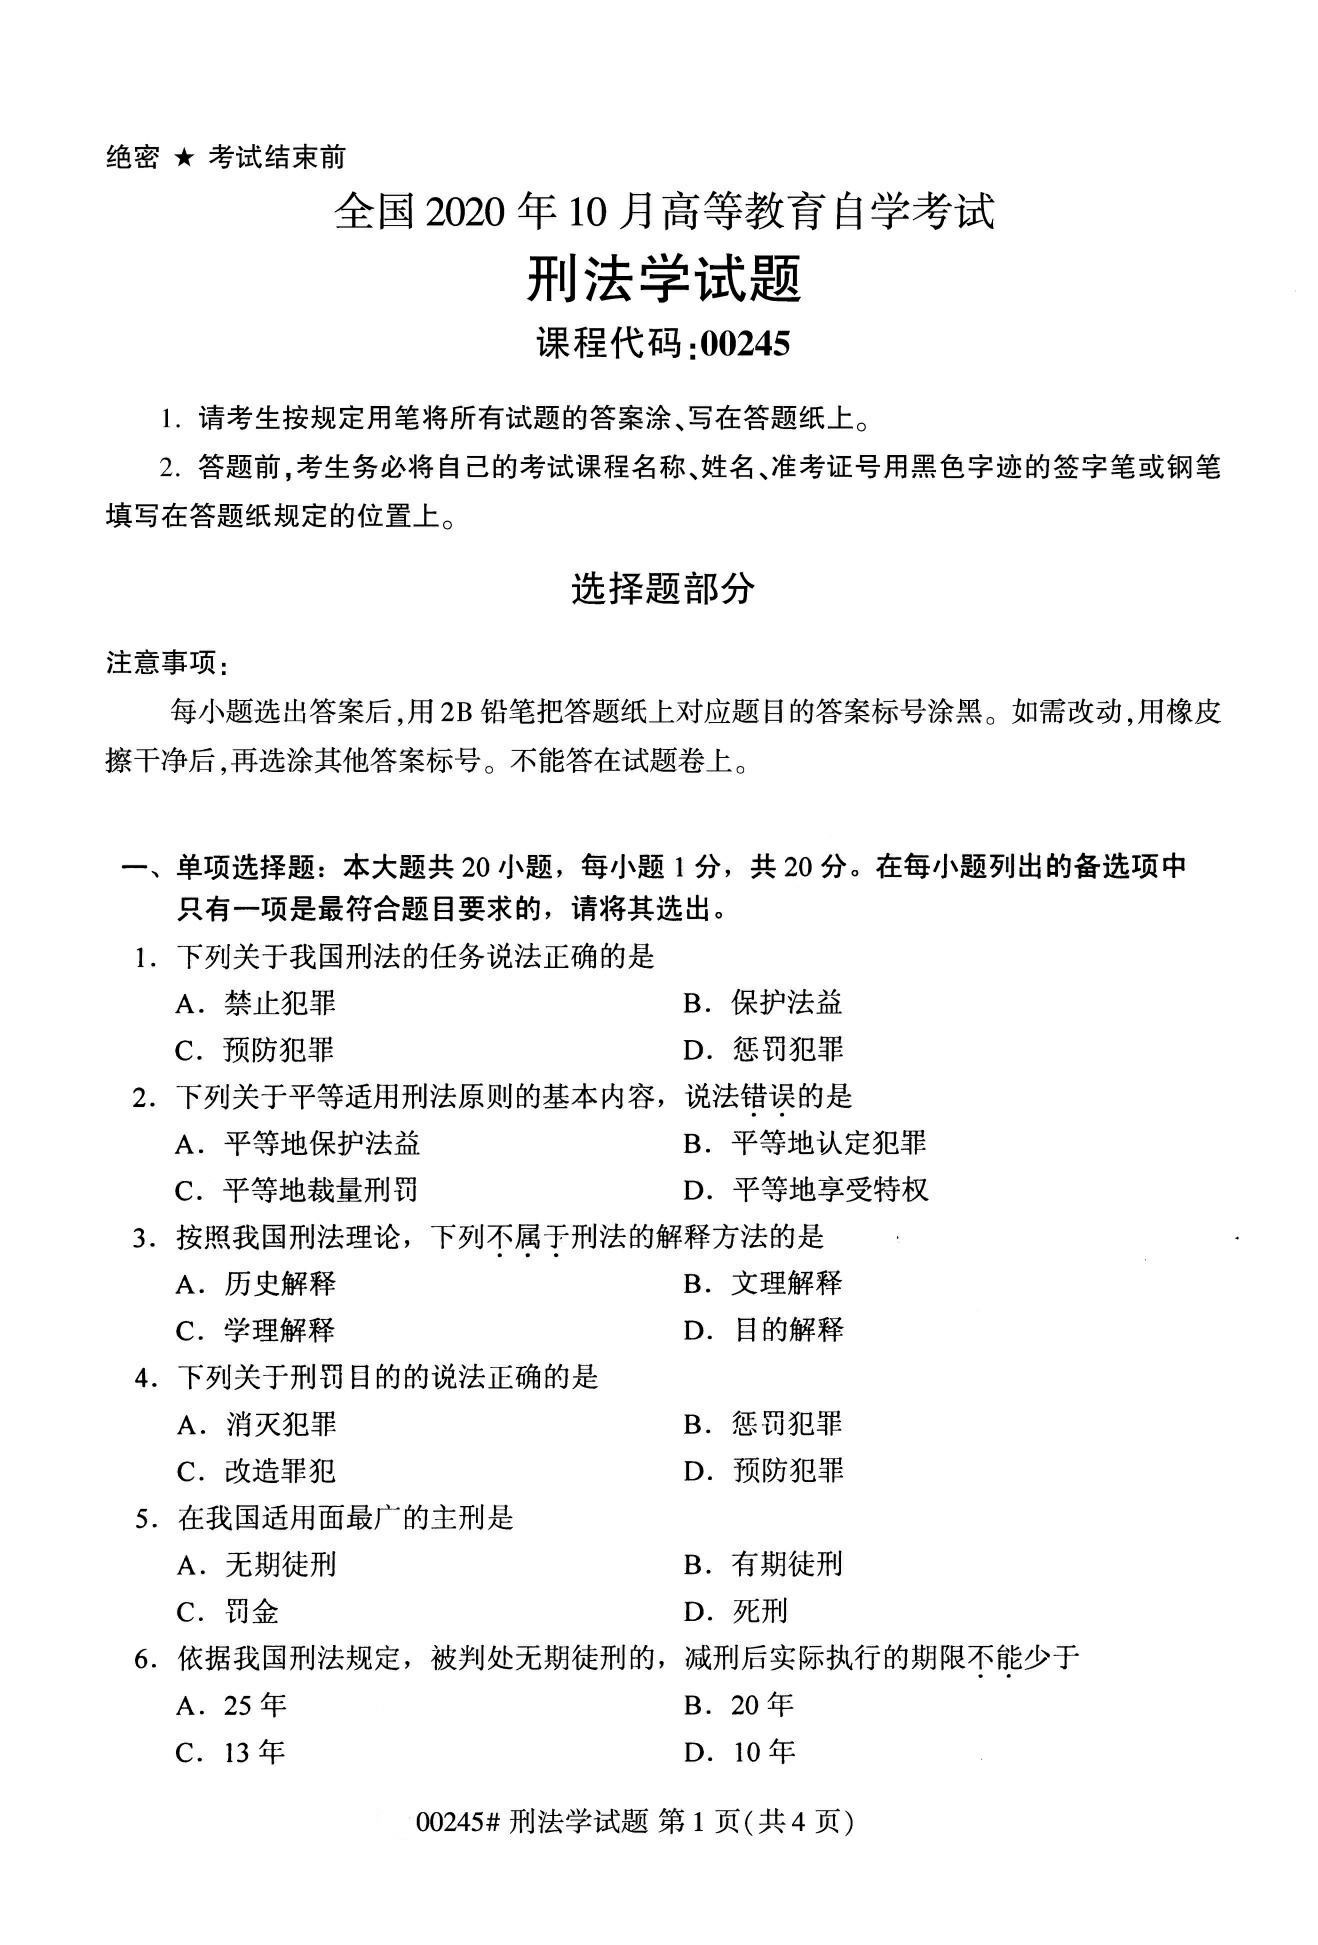 绝密 ★ 考试结束前
全国 2020 年 10 月高等教育自学考试
刑法学试题
课程代码:00245
1. 请考生按规定用笔将所有试题的答案涂、写在答题纸上。
2. 答题前,考生务必将自己的考试课程名称、姓名、准考证号用黑色字迹的签字笔或钢笔
填写在答题纸规定的位置上。
选择题部分
注意事项:
每小题选出答案后,用 2B 铅笔把答题纸上对应题目的答案标号涂黑。如需改动,用橡皮
擦干净后,再选涂其他答案标号。不能答在试题卷上。
一、单项选择题：本大题共 20 小题，每小题 1 分，共 20 分。在每小题列出的备选项中
只有一项是最符合题目要求的，请将其选出。
1. 下列关于我国刑法的任务说法正确的是
A. 禁止犯罪 B. 保护法益
C. 预防犯罪 D. 惩罚犯罪
2. 下列关于平等适用刑法原则的基本内容，说法错误的是
A. 平等地保护法益 B. 平等地认定犯罪
C. 平等地裁量刑罚 D. 平等地享受特权
3. 按照我国刑法理论，下列不属于刑法的解释方法的是
A. 历史解释 B. 文理解释
C. 学理解释 D. 目的解释
4. 下列关于刑罚目的的说法正确的是
A. 消灭犯罪 B. 惩罚犯罪
C. 改造罪犯 D. 预防犯罪
5. 在我国适用面最广的主刑是
A. 无期徒刑 B. 有期徒刑
C. 罚金 D. 死刑
6. 依据我国刑法规定，被判处无期徒刑的，减刑后实际执行的期限不能少于
A. 25 年 B. 20 年
C. 13 年 D. 10 年
00245# 刑法学试题 第 1 页(共 4 页)